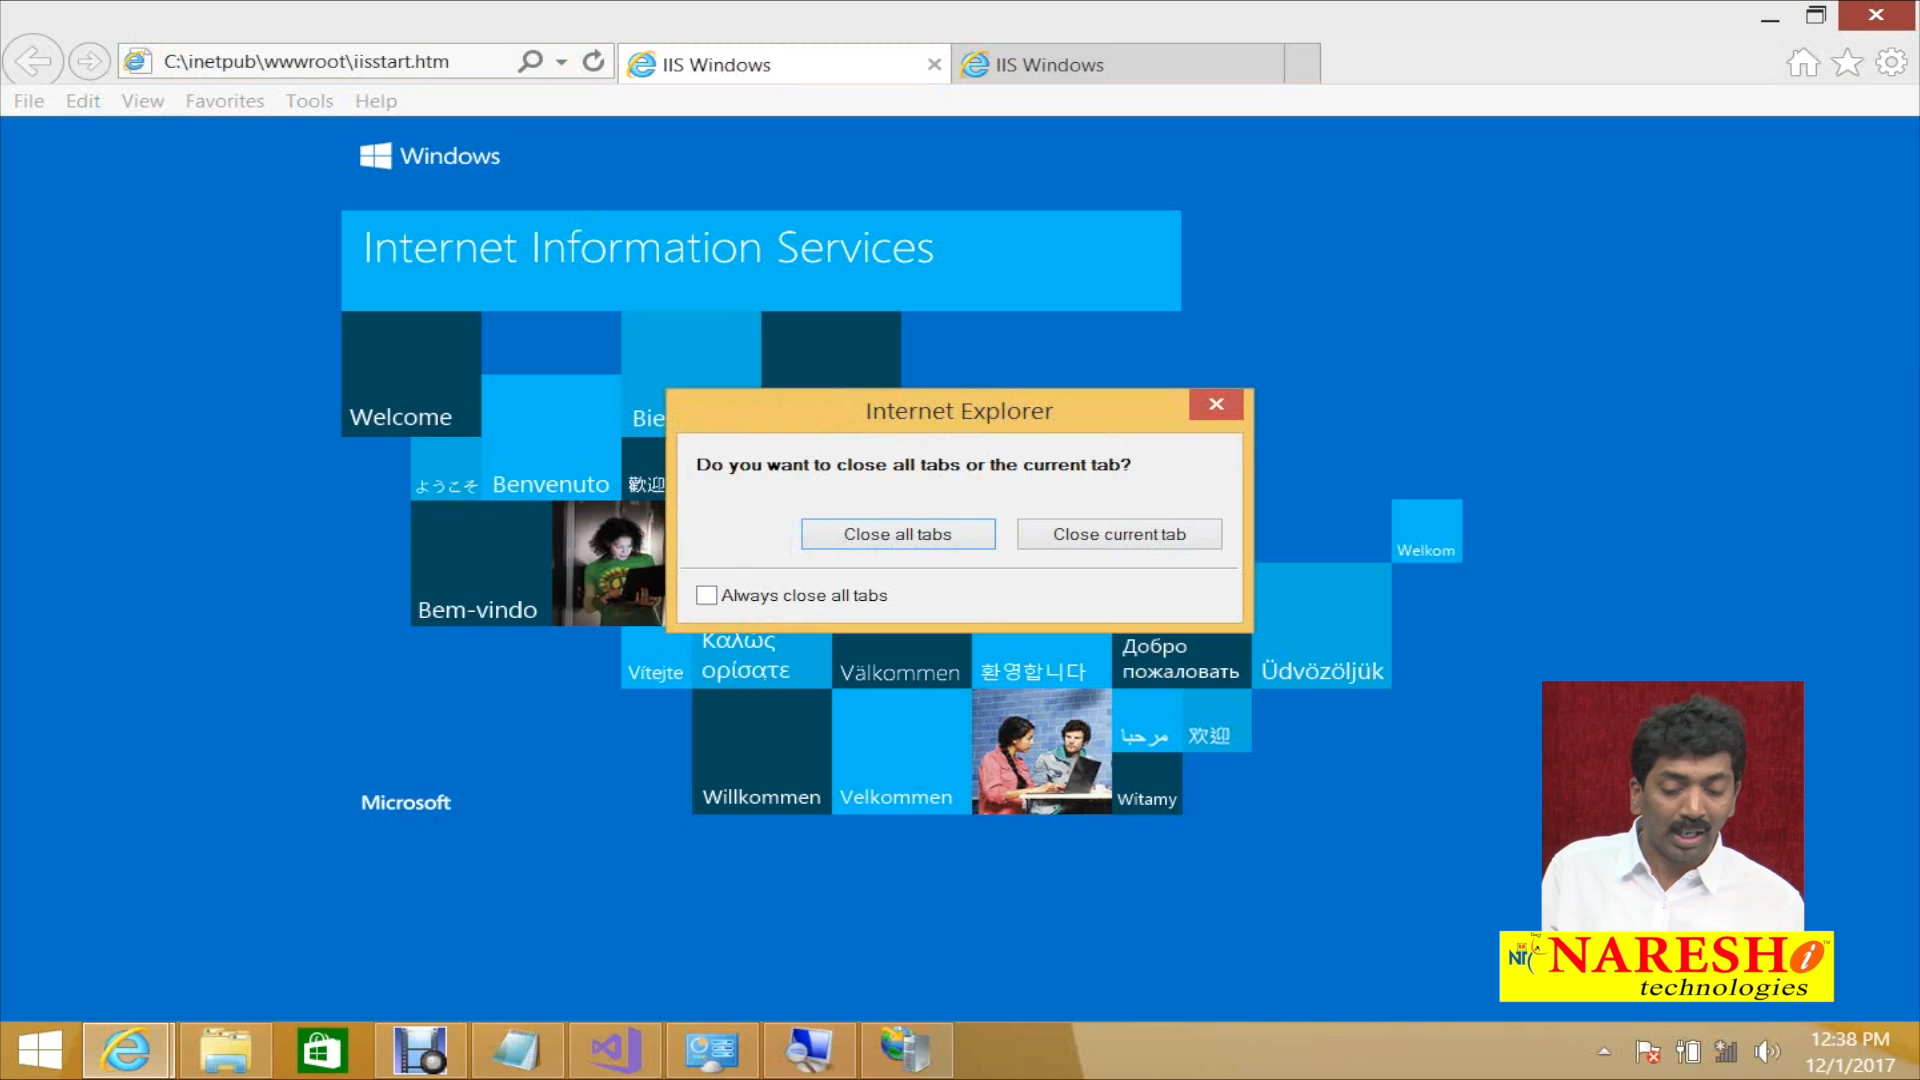 C:\inetpub\wwwroot\iisstart.htm
IIS Windows
IIS Windows
File Edit View Favorites Tools Help
Windows
Internet Information Services
Welcome
Bie
ようこそ
Benvenuto
歡迎
Internet Explorer
Do you want to close all tabs or the current tab?
Close all tabs
Close current tab
Always close all tabs
Welkom
Bem-vindo
Vítejte
Καλώς
ορίσατε
Välkommen
환영합니다
Добро
пожаловать
Üdvözöljük
مرحبا
欢迎
Willkommen
Velkommen
Witamy
Microsoft
NARESH i
technologies
12:38 PM
12/1/2017